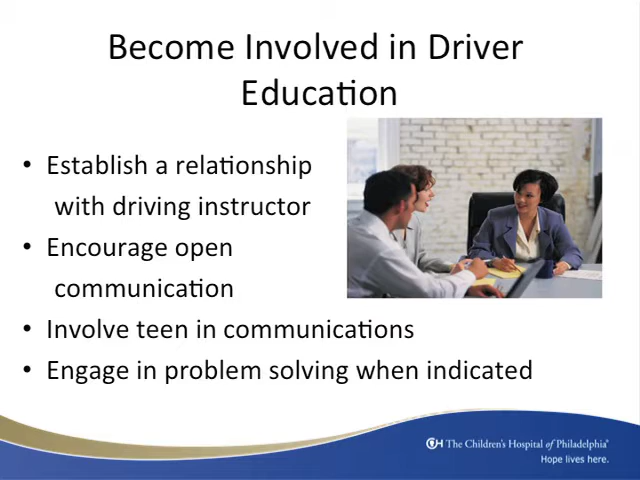 Become Involved in Driver
Education
• Establish a relationship
with driving instructor
• Encourage open
communication
• Involve teen in communications
• Engage in problem solving when indicated
CH The Children's Hospital of Philadelphia®
Hope lives here.